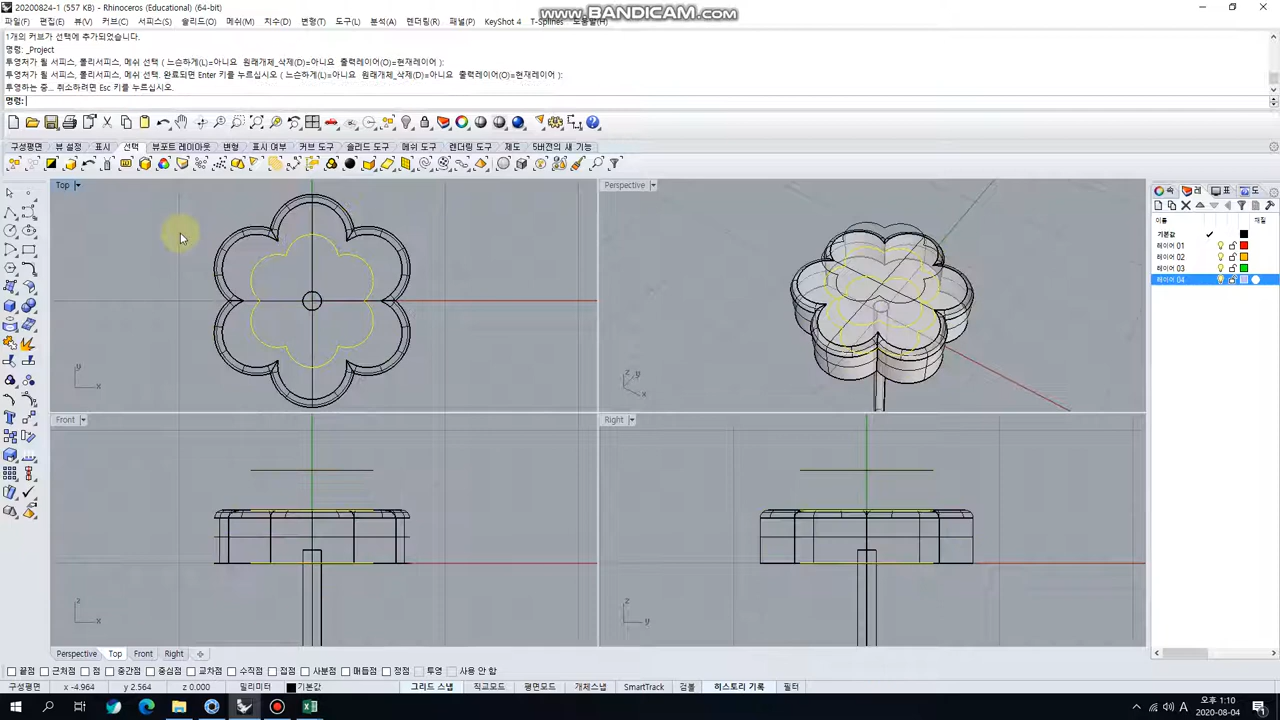 20200824-1 (557 KB) - Rhinoceros (Educational) (64-bit)
www.BANDICAM.com
파일(F) 편집(E) 뷰(V) 커브(C) 서피스(S) 솔리드(O) 메쉬(M) 치수(D) 변형(T) 도구(L) 분석(A) 렌더링(R) 패널(P) KeyShot 4 T-Splines 도움말(H)
1개의 커브가 선택에 추가되었습니다.
명령: _Project
투영저가 될 서피스, 폴리서피스, 메쉬 선택 ( 느슨하게(L)=아니요 원래개체_삭제(D)=아니요 출력레이어(O)=현재레이어 ):
투영저가 될 서피스, 폴리서피스, 메쉬 선택. 완료되면 Enter 키를 누르십시오 ( 느슨하게(L)=아니요 원래개체_삭제(D)=아니요 출력레이어(O)=현재레이어 ):
투영하는 중... 취소하려면 Esc 키를 누르십시오.
명령:
구성평면 뷰 설정 표시 선택 뷰포트 레이아웃 변형 표시 여부 커브 도구 솔리드 도구 메쉬 도구 렌더링 도구 제도 5버전의 새 기능
Top
Perspective
속 레 표 도
이름 재질
기본값
레이어 01
레이어 02
레이어 03
레이어 04
y
x
z
y
x
Front
Right
z
x
z
y
Perspective Top Front Right
끝점 근처점 점 중간점 중심점 교차점 수직점 접점 사분점 매듭점 정점 투영 사용 안 함
구성평면 x -4.964 y 2.564 z 0.000 밀리미터 기본값 그리드 스냅 직교모드 평면모드 개체스냅 SmartTrack 검볼 히스토리 기록 필터
A 오후 1:10
2020-08-04